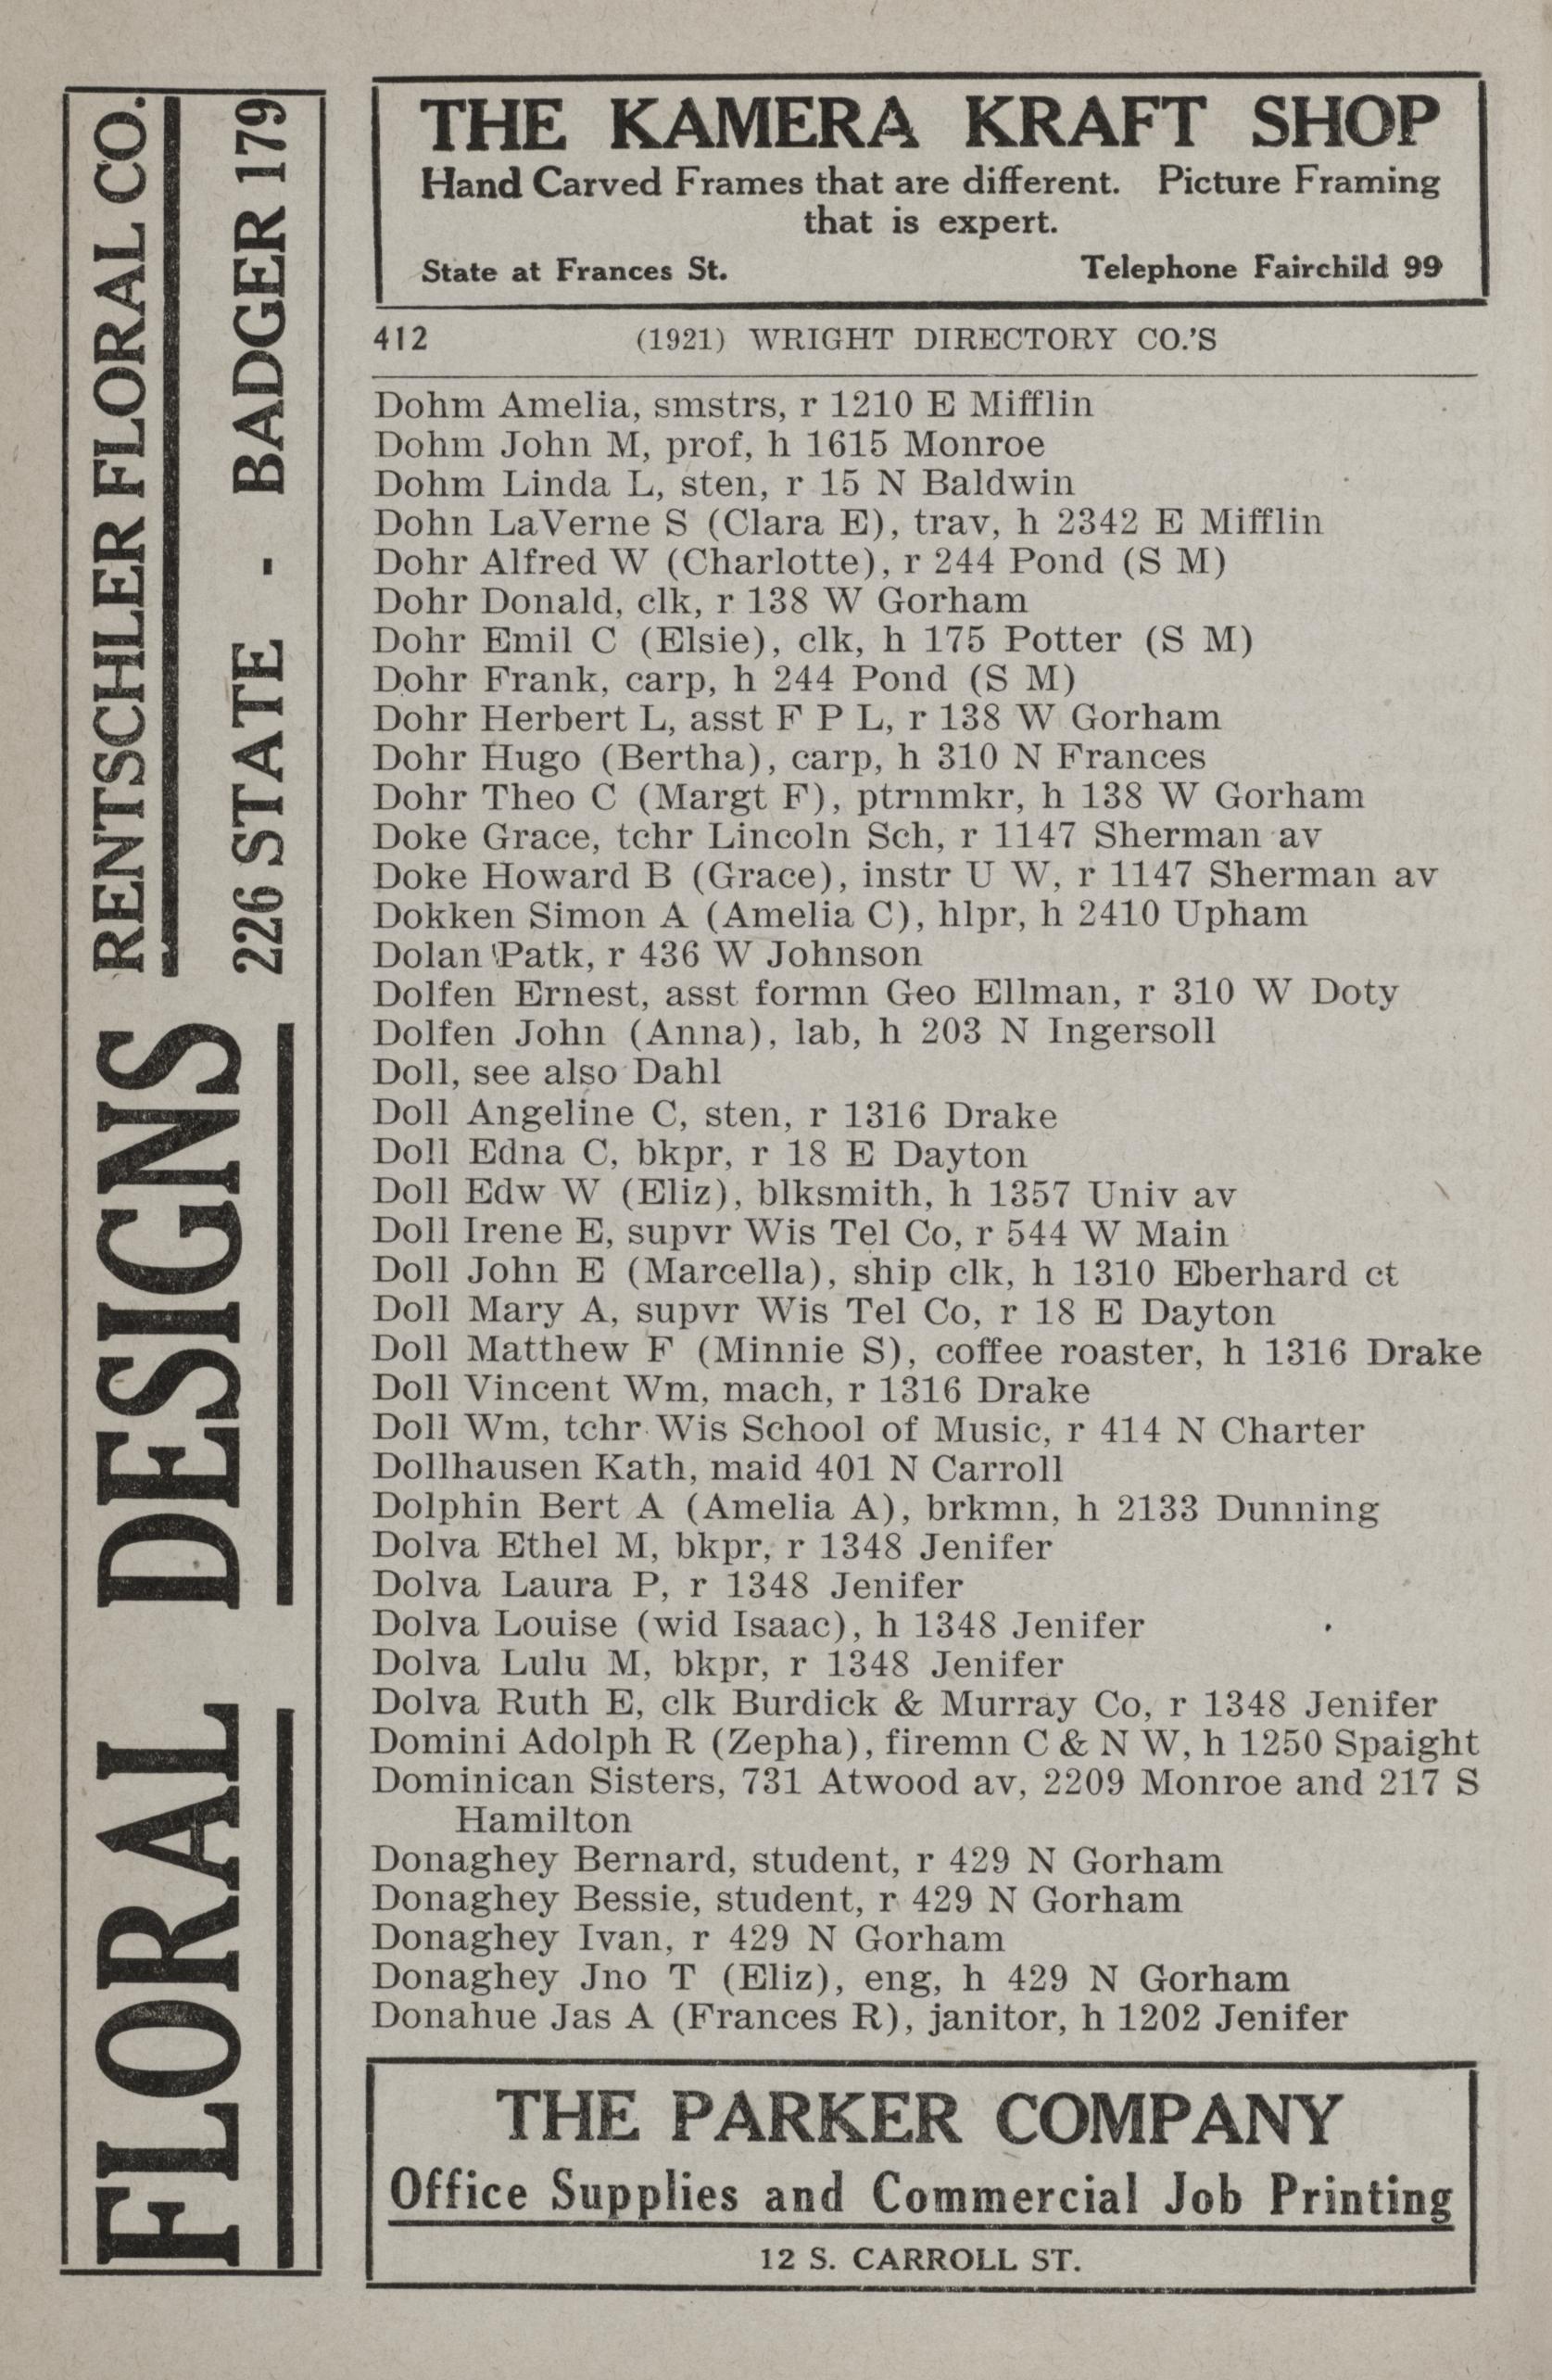 THE KAMERA KRAFT SHOP
Hand Carved Frames that are different. Picture Framing
that is expert.
State at Frances St. Telephone Fairchild 99
FLORAL DESIGNS
RENTSCHLER FLORAL CO.
226 STATE - BADGER 179
412 (1921) WRIGHT DIRECTORY CO.'S
Dohm Amelia, smstrs, r 1210 E Mifflin
Dohm John M, prof, h 1615 Monroe
Dohm Linda L, sten, r 15 N Baldwin
Dohn LaVerne S (Clara E), trav, h 2342 E Mifflin
Dohr Alfred W (Charlotte), r 244 Pond (S M)
Dohr Donald, clk, r 138 W Gorham
Dohr Emil C (Elsie), clk, h 175 Potter (S M)
Dohr Frank, carp, h 244 Pond (S M)
Dohr Herbert L, asst F P L, r 138 W Gorham
Dohr Hugo (Bertha), carp, h 310 N Frances
Dohr Theo C (Margt F), ptrnmkr, h 138 W Gorham
Doke Grace, tchr Lincoln Sch, r 1147 Sherman av
Doke Howard B (Grace), instr U W, r 1147 Sherman av
Dokken Simon A (Amelia C), hlpr, h 2410 Upham
Dolan Patk, r 436 W Johnson
Dolfen Ernest, asst formn Geo Ellman, r 310 W Doty
Dolfen John (Anna), lab, h 203 N Ingersoll
Doll, see also Dahl
Doll Angeline C, sten, r 1316 Drake
Doll Edna C, bkpr, r 18 E Dayton
Doll Edw W (Eliz), blksmith, h 1357 Univ av
Doll Irene E, supvr Wis Tel Co, r 544 W Main
Doll John E (Marcella), ship clk, h 1310 Eberhard ct
Doll Mary A, supvr Wis Tel Co, r 18 E Dayton
Doll Matthew F (Minnie S), coffee roaster, h 1316 Drake
Doll Vincent Wm, mach, r 1316 Drake
Doll Wm, tchr Wis School of Music, r 414 N Charter
Dollhausen Kath, maid 401 N Carroll
Dolphin Bert A (Amelia A), brkmn, h 2133 Dunning
Dolva Ethel M, bkpr, r 1348 Jenifer
Dolva Laura P, r 1348 Jenifer
Dolva Louise (wid Isaac), h 1348 Jenifer
Dolva Lulu M, bkpr, r 1348 Jenifer
Dolva Ruth E, clk Burdick & Murray Co, r 1348 Jenifer
Domini Adolph R (Zepha), firemn C & N W, h 1250 Spaight
Dominican Sisters, 731 Atwood av, 2209 Monroe and 217 S
Hamilton
Donaghey Bernard, student, r 429 N Gorham
Donaghey Bessie, student, r 429 N Gorham
Donaghey Ivan, r 429 N Gorham
Donaghey Jno T (Eliz), eng, h 429 N Gorham
Donahue Jas A (Frances R), janitor, h 1202 Jenifer
THE PARKER COMPANY
Office Supplies and Commercial Job Printing
12 S. CARROLL ST.